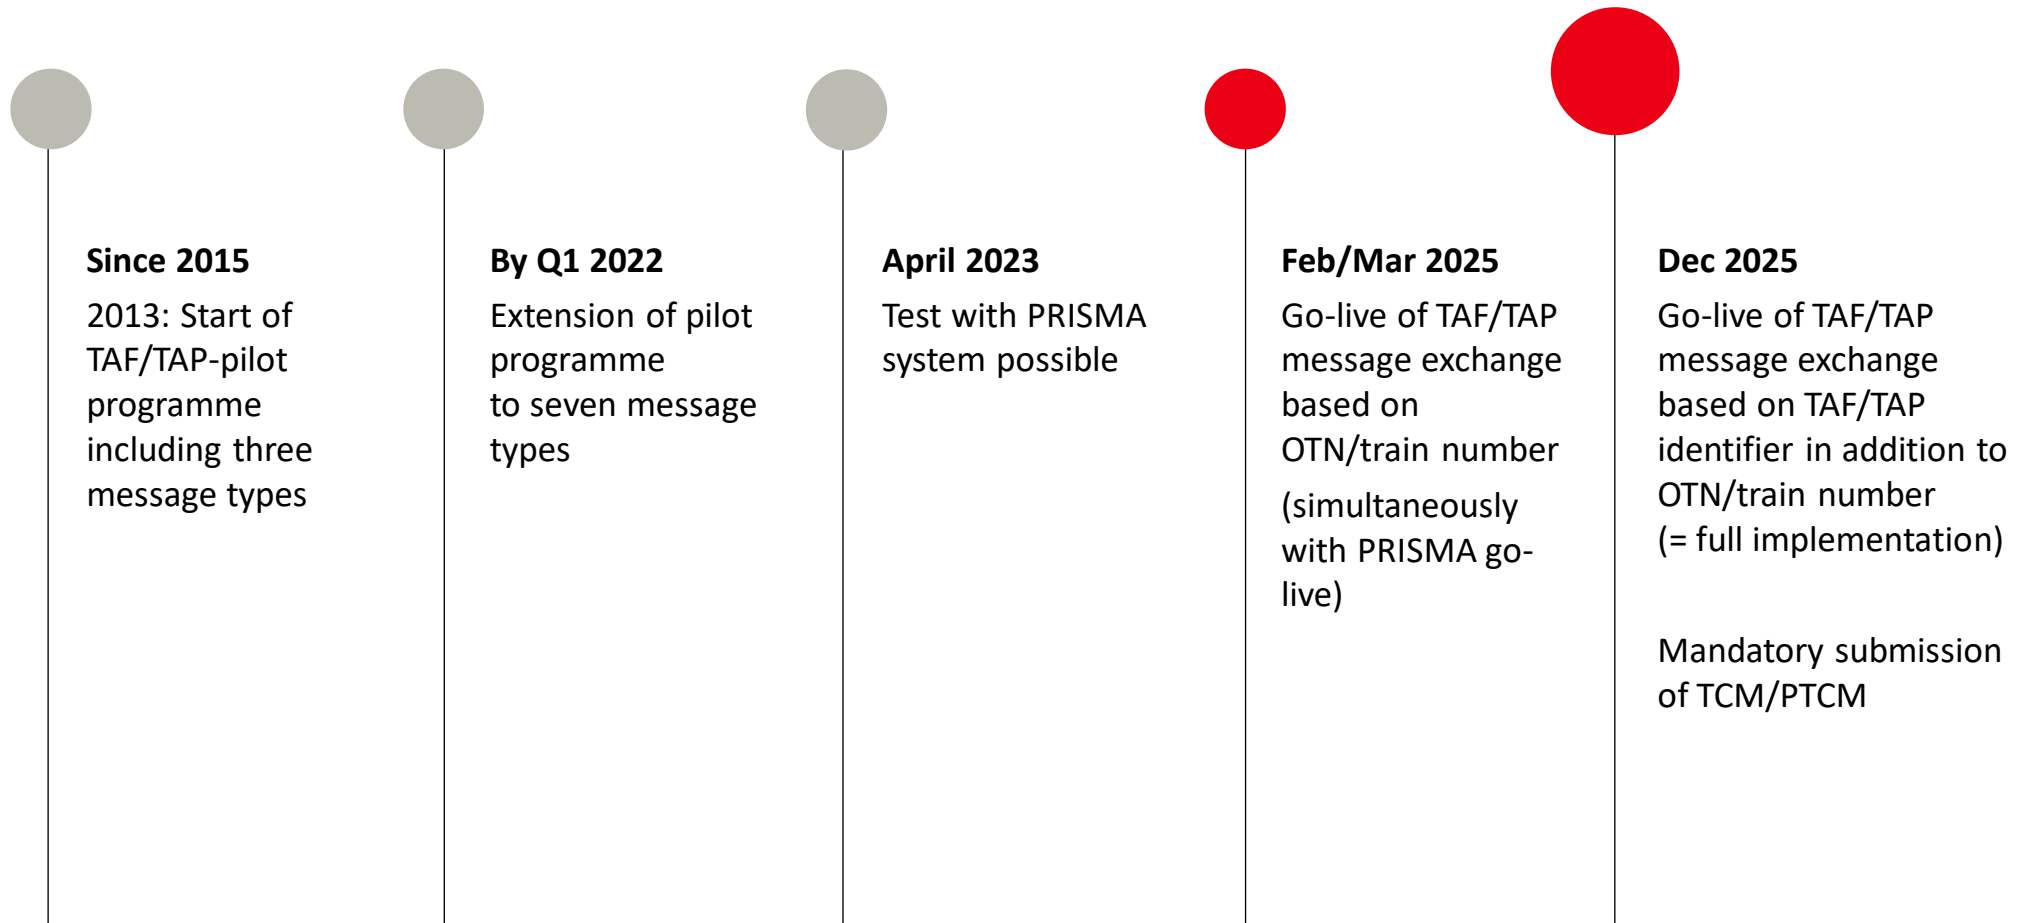 Since 2015
2013: Start of
TAF/TAP-pilot
programme
including three
message types
By Q1 2022
Extension of pilot
programme
to seven message
types
April 2023
Test with PRISMA
system possible
Feb/Mar 2025
Go-live of TAF/TAP
message exchange
based on
OTN/train number
(simultaneously
with PRISMA go-
live)
Dec 2025
Go-live of TAF/TAP
message exchange
based on TAF/TAP
identifier in addition to
OTN/train number
(= full implementation)
Mandatory submission
of TCM/PTCM